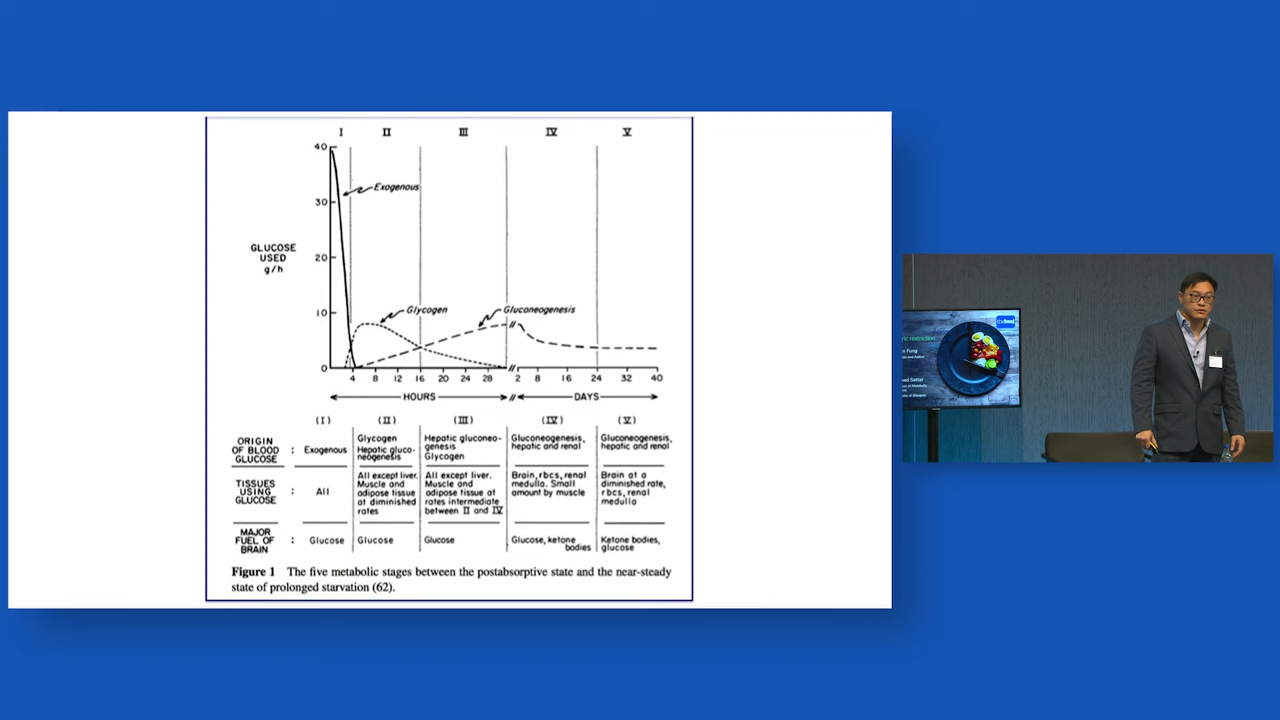 I II III IV V
40
30
20
10
0
Exogenous
GLUCOSE
USED
g/h
Glycogen
Gluconeogenesis
4 8 12 16 20 24 28 2 8 16 24 32 40
HOURS DAYS
(I) (II) (III) (IV) (V)
ORIGIN
OF BLOOD
GLUCOSE
:
Exogenous
Glycogen
Hepatic gluco-
neogenesis
Hepatic gluconeo-
genesis
Glycogen
Gluconeogenesis,
hepatic and renal
Gluconeogenesis,
hepatic and renal
TISSUES
USING
GLUCOSE
:
All
All except liver.
Muscle and
adipose tissue
at diminished
rates
All except liver.
Muscle and
adipose tissue at
rates intermediate
between II and IV
Brain, rbcs, renal
medulla. Small
amount by muscle
Brain at a
diminished rate,
rbcs, renal
medulla
MAJOR
FUEL OF
BRAIN
:
Glucose
Glucose
Glucose
Glucose, ketone
bodies
Ketone bodies,
glucose
Figure 1 The five metabolic stages between the postabsorptive state and the near-steady
state of prolonged starvation (62).
ric restriction
Fung